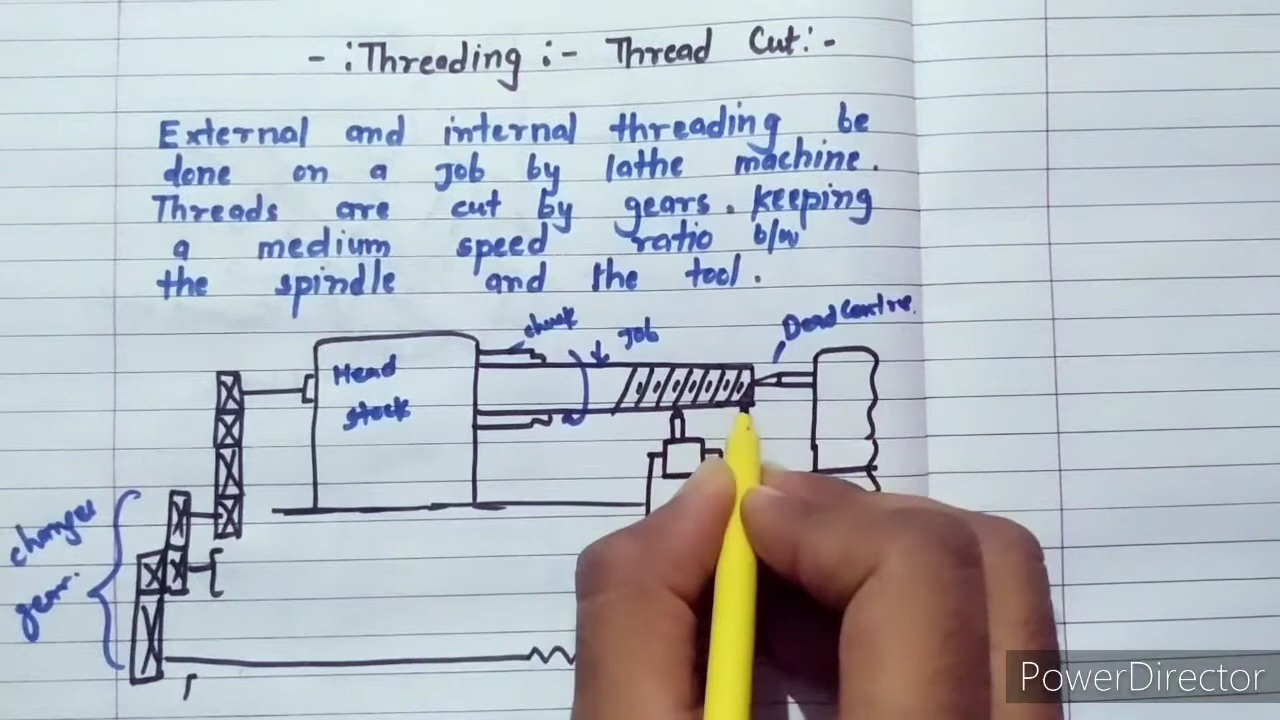 - :Threading :- Thread Cut:-
External and internal threading be
done on a job by lathe machine.
Threads are cut by gears. keeping
a medium speed ratio b/w
the spindle and the tool.
chuck
Job
Dead Centre.
Head
stock
changes
gear.
PowerDirector